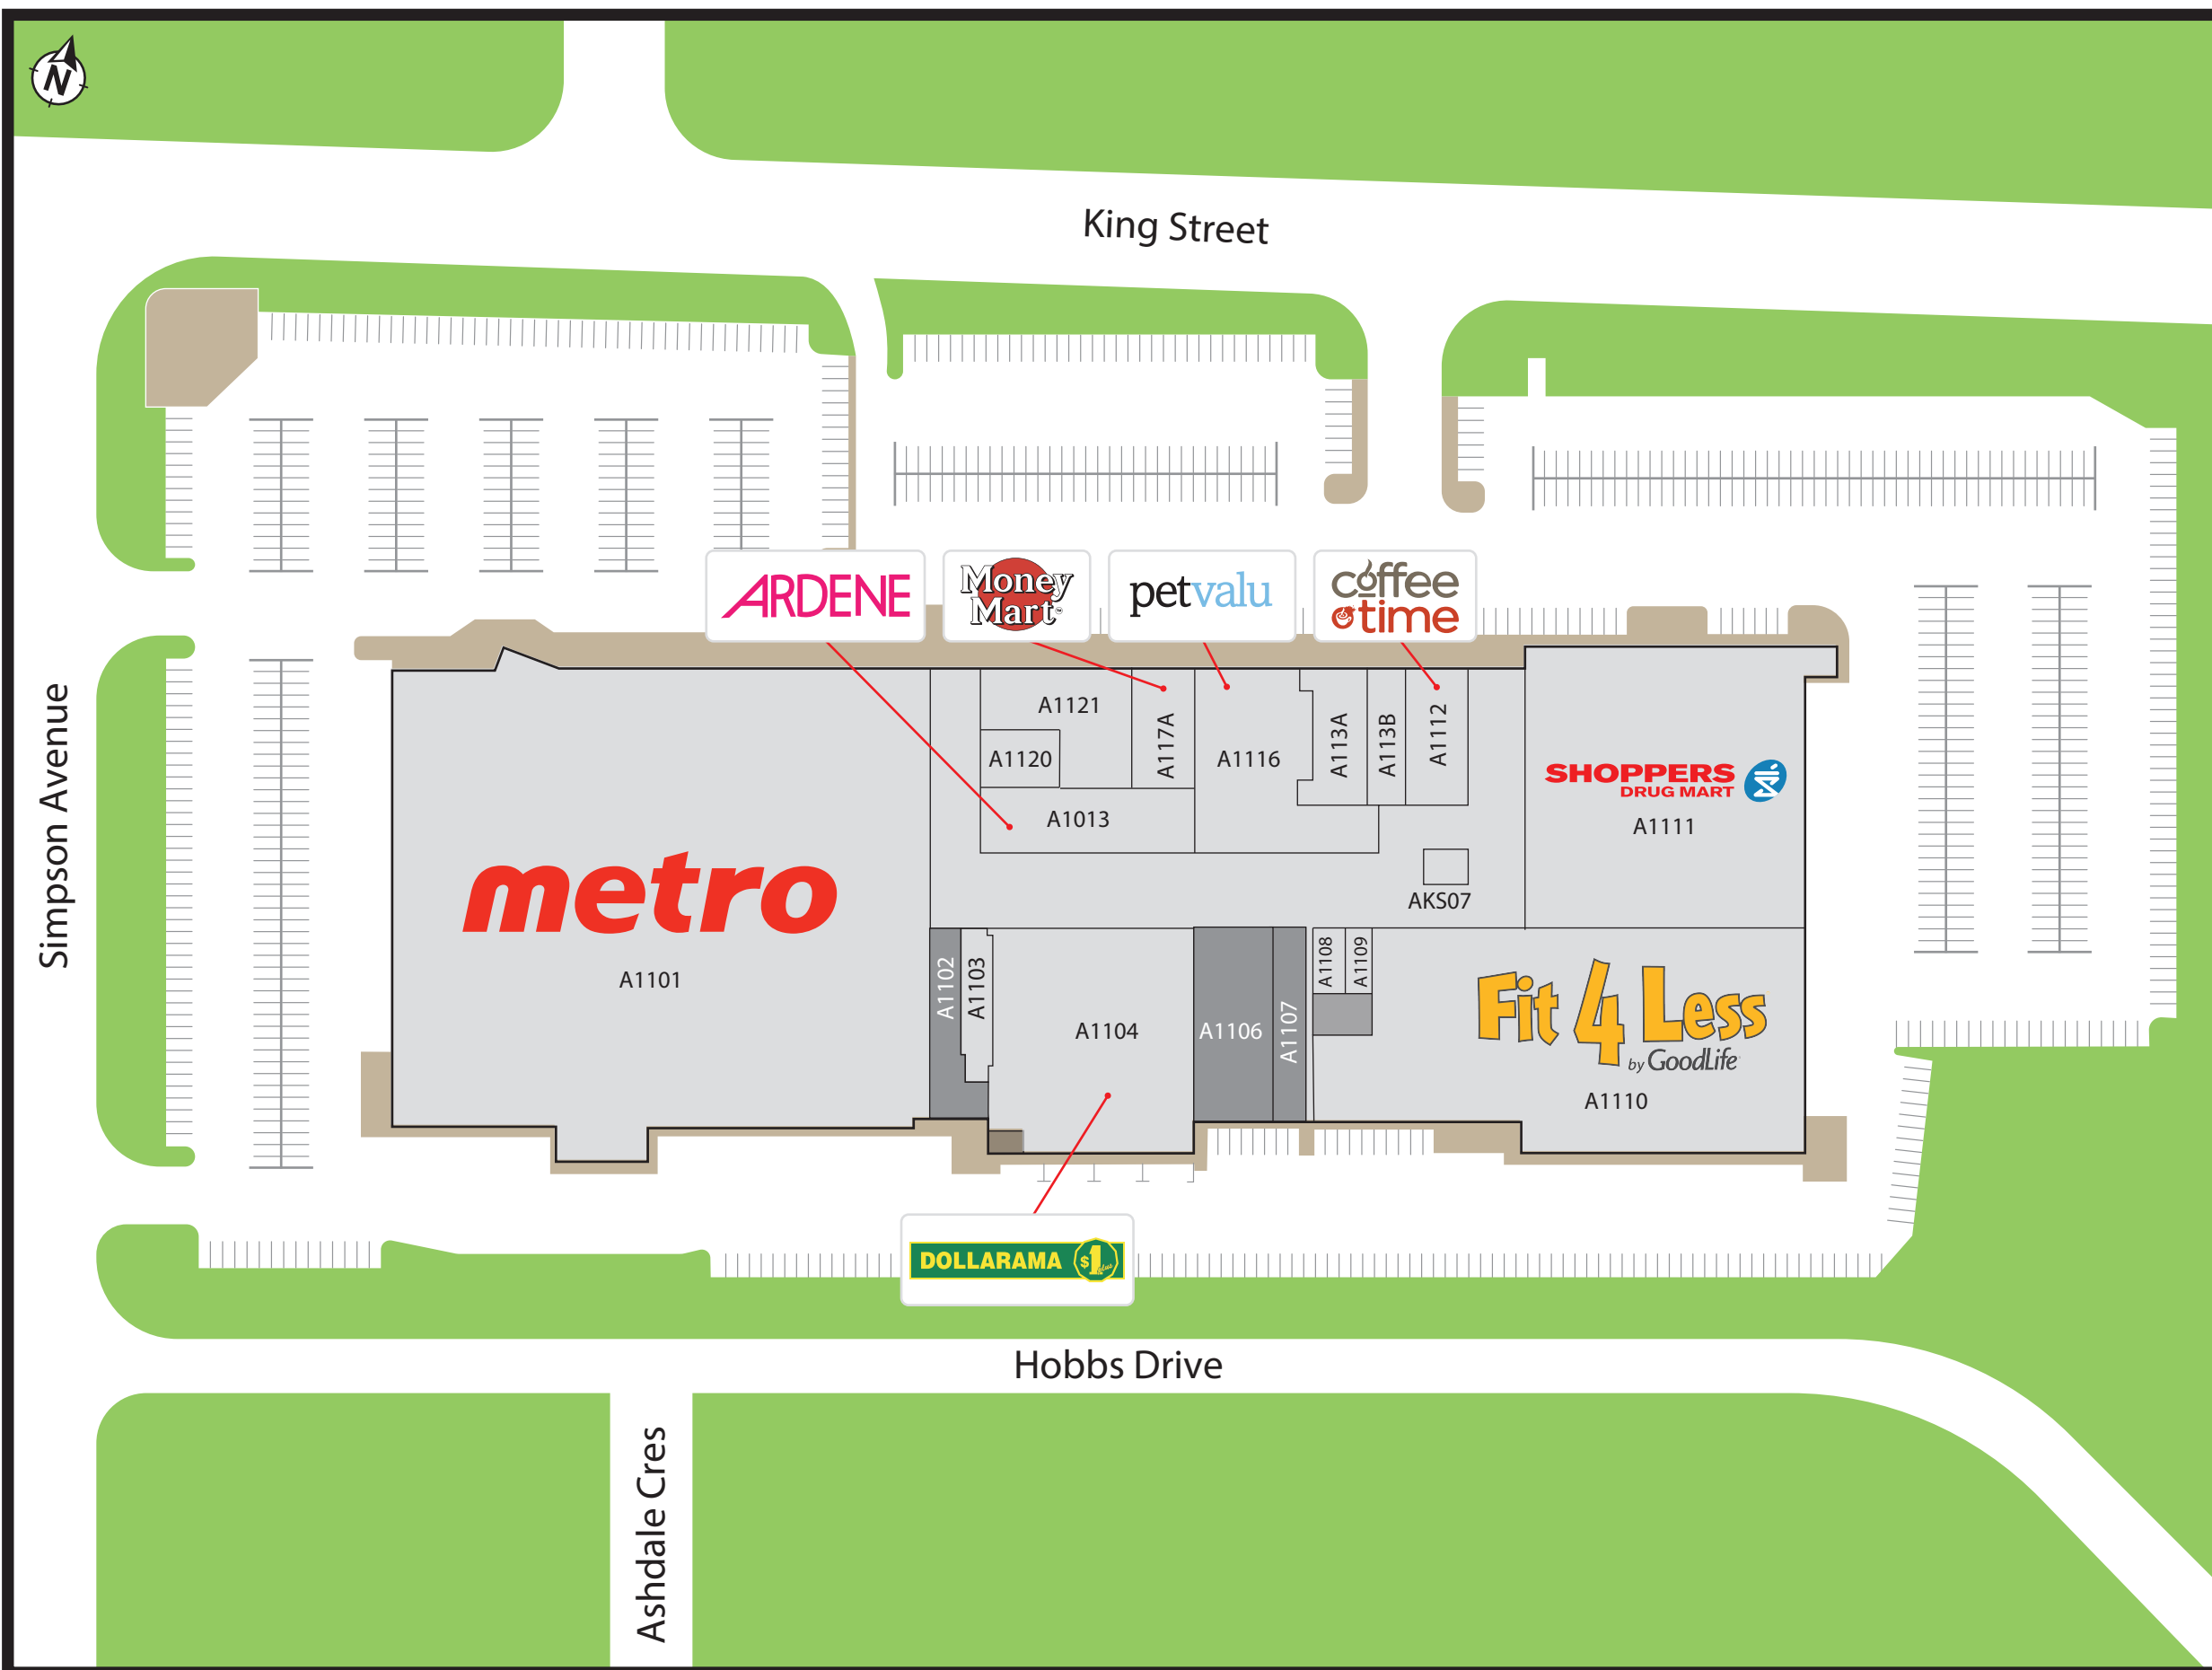 N
King Street
ARDENE
Money
Mart
petvalu
coffee
time
Simpson Avenue
A1121
A1120
A1013
A117A
A1116
A113A
A113B
A1112
SHOPPERS
DRUG MART
A1111
AKS07
metro
A1101
A1102
A1103
A1104
A1106
A1107
A1108
A1109
Fit 4 Less
by GoodLife
A1110
DOLLARAMA $1 plus
Hobbs Drive
Ashdale Cres